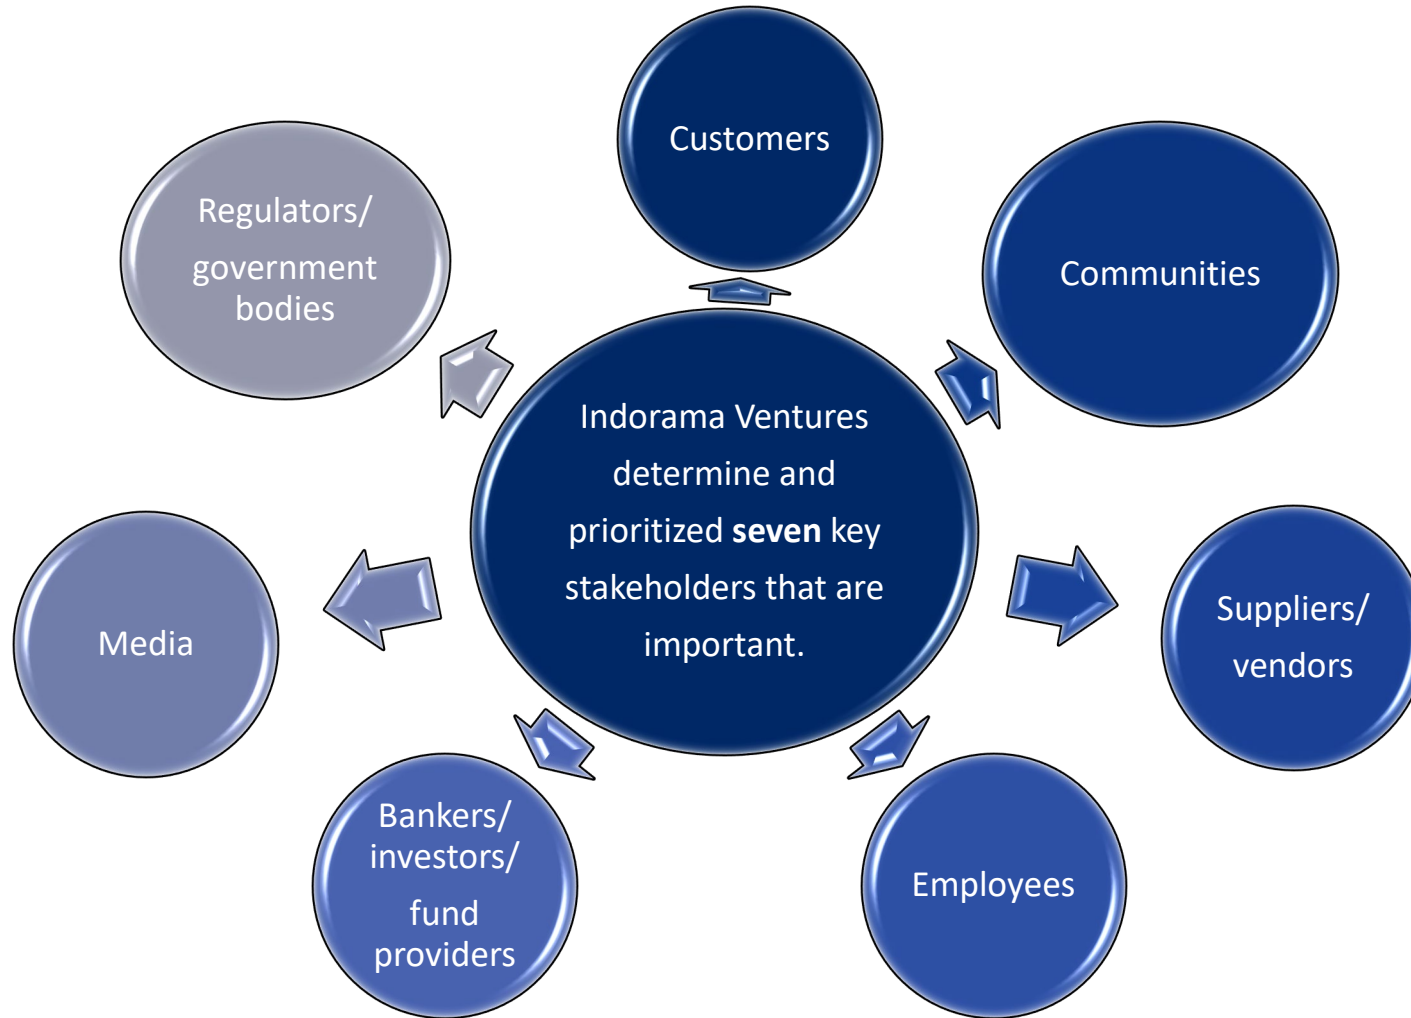 Customers
Regulators/
government
bodies
Communities
Indorama Ventures
determine and
prioritized seven key
stakeholders that are
important.
Suppliers/
vendors
Media
Bankers/
investors/
fund
providers
Employees